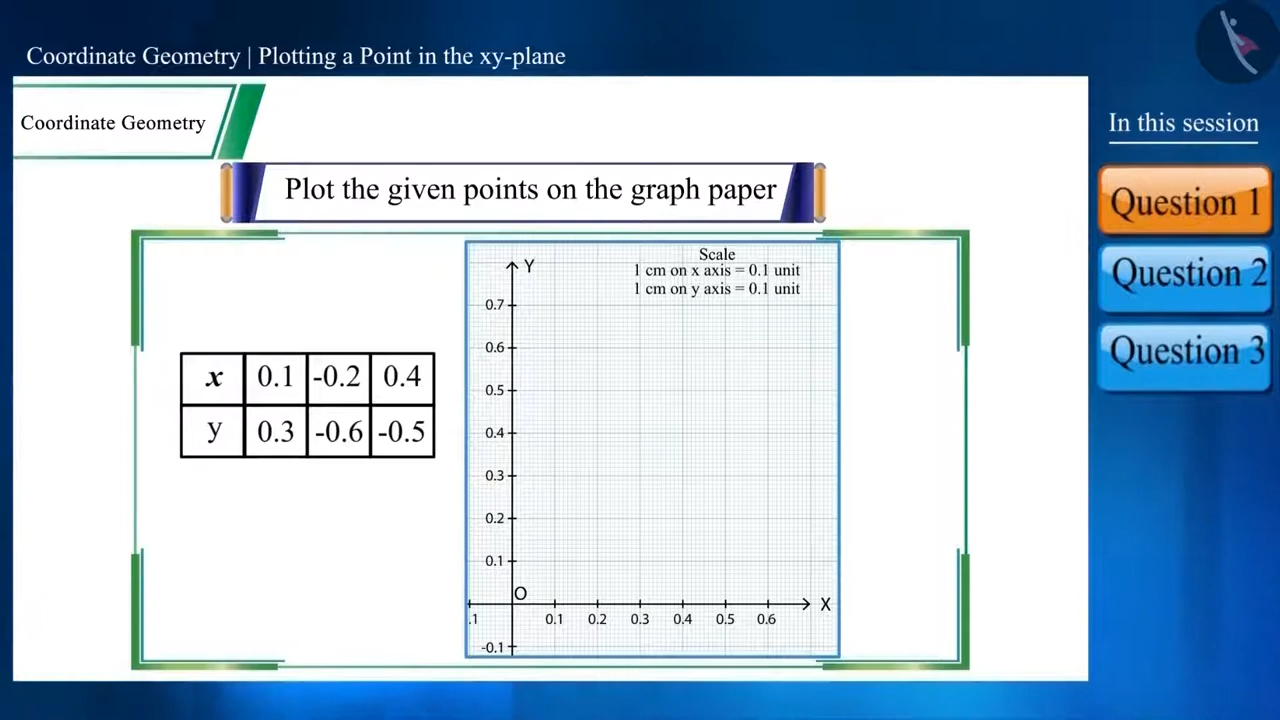 Coordinate Geometry | Plotting a Point in the xy-plane
Coordinate Geometry
In this session
Plot the given points on the graph paper
Question 1
Question 2
Question 3
Scale
1 cm on x axis = 0.1 unit
1 cm on y axis = 0.1 unit
x 0.1 -0.2 0.4
y 0.3 -0.6 -0.5
Y
0.7
0.6
0.5
0.4
0.3
0.2
0.1
O
X
.1 0.1 0.2 0.3 0.4 0.5 0.6
-0.1